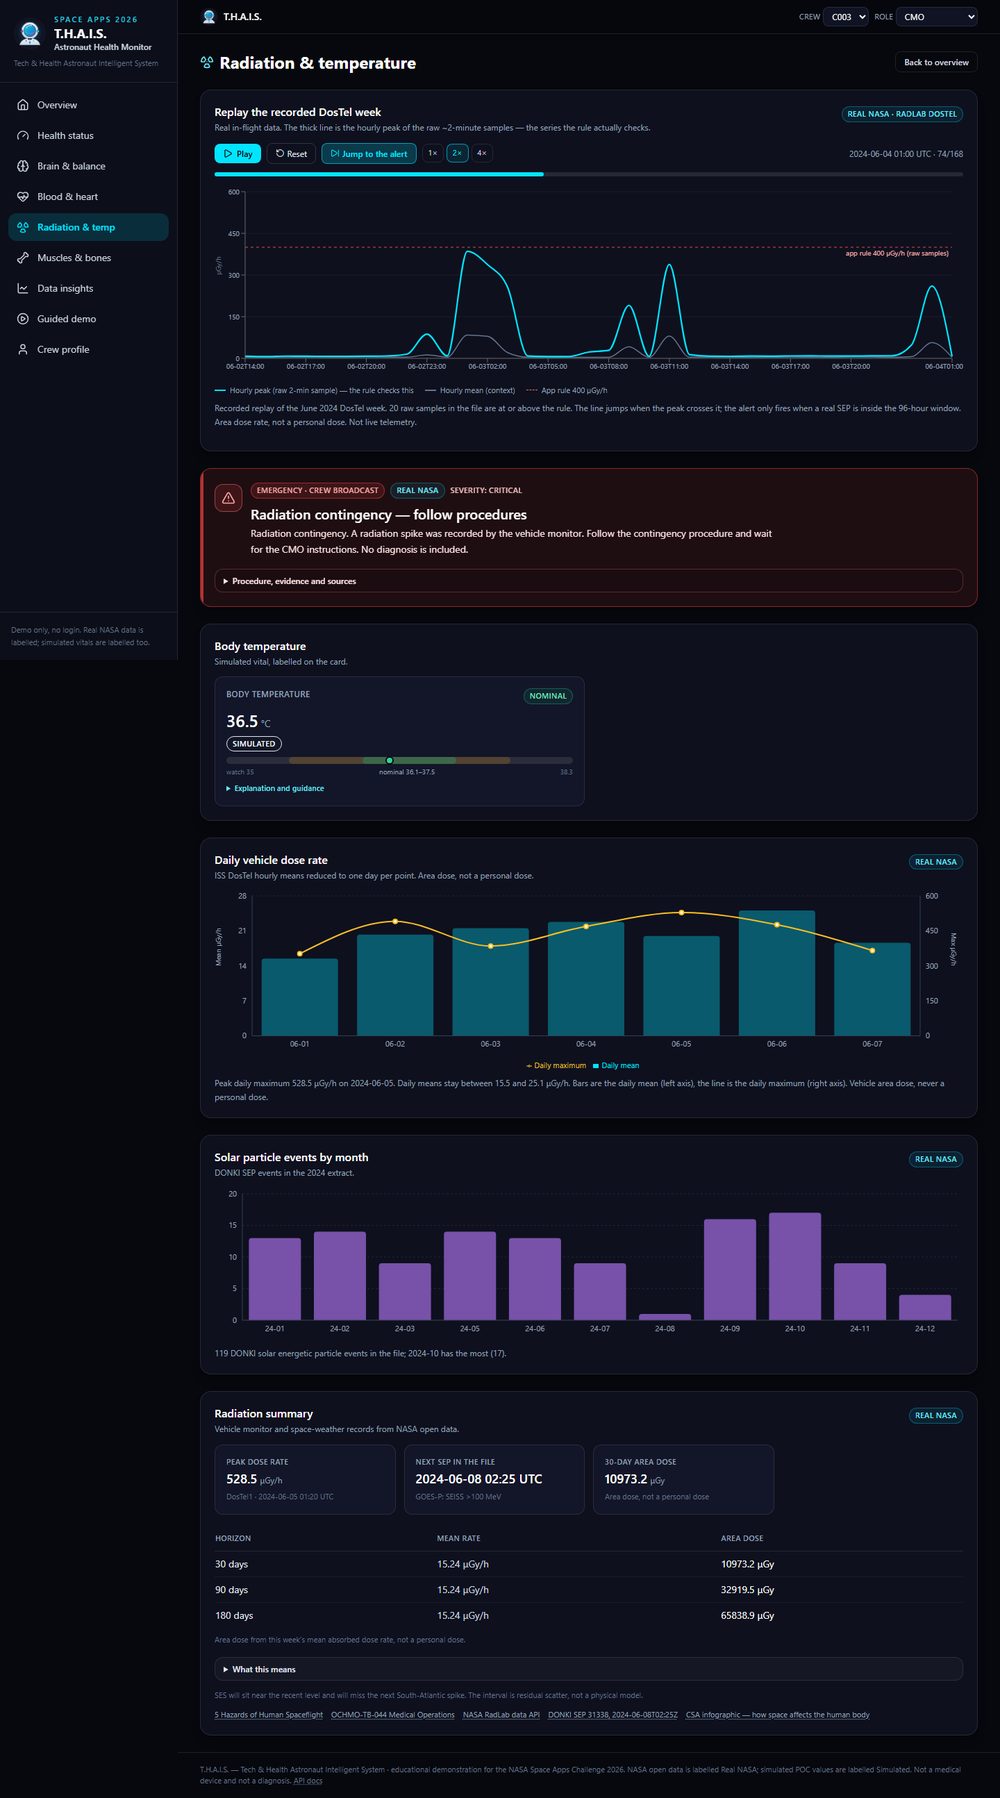 SPACE APPS 2026
T.H.A.I.S.
Astronaut Health Monitor
Tech & Health Astronaut Intelligent System
Overview
Health status
Brain & balance
Blood & heart
Radiation & temp
Muscles & bones
Data insights
Guided demo
Crew profile
Demo only, no login. Real NASA data is
labelled; simulated vitals are labelled too.
T.H.A.I.S.
CREW C003 ROLE CMO
Radiation & temperature
Back to overview
Replay the recorded DosTel week
REAL NASA · RADLAB DOSTEL
Real in-flight data. The thick line is the hourly peak of the raw ~2-minute samples — the series the rule actually checks.
Play Reset Jump to the alert 1× 2× 4×
2024-06-04 01:00 UTC · 74/168
600
450
300
150
0
µGy/h
app rule 400 µGy/h (raw samples)
06-02T14:00 06-02T17:00 06-02T20:00 06-02T23:00 06-03T02:00 06-03T05:00 06-03T08:00 06-03T11:00 06-03T14:00 06-03T17:00 06-03T20:00 06-04T01:00
Hourly peak (raw 2-min sample) — the rule checks this Hourly mean (context) App rule 400 µGy/h
Recorded replay of the June 2024 DosTel week. 20 raw samples in the file are at or above the rule. The line jumps when the peak crosses it; the alert only fires when a real SEP is inside the 96-hour window.
Area dose rate, not a personal dose. Not live telemetry.
EMERGENCY · CREW BROADCAST REAL NASA SEVERITY: CRITICAL
Radiation contingency — follow procedures
Radiation contingency. A radiation spike was recorded by the vehicle monitor. Follow the contingency procedure and wait
for the CMO instructions. No diagnosis is included.
Procedure, evidence and sources
Body temperature
Simulated vital, labelled on the card.
BODY TEMPERATURE
NOMINAL
36.5 °C
SIMULATED
watch 35 nominal 36.1–37.5 38.3
Explanation and guidance
Daily vehicle dose rate
REAL NASA
ISS DosTel hourly means reduced to one day per point. Area dose, not a personal dose.
28
21
14
7
0
Mean µGy/h
600
450
300
150
0
Max µGy/h
06-01 06-02 06-03 06-04 06-05 06-06 06-07
Daily maximum Daily mean
Peak daily maximum 528.5 µGy/h on 2024-06-05. Daily means stay between 15.5 and 25.1 µGy/h. Bars are the daily mean (left axis), the line is the daily maximum (right axis). Vehicle area dose, never a
personal dose.
Solar particle events by month
REAL NASA
DONKI SEP events in the 2024 extract.
20
15
10
5
0
24-01 24-02 24-03 24-05 24-06 24-07 24-08 24-09 24-10 24-11 24-12
119 DONKI solar energetic particle events in the file; 2024-10 has the most (17).
Radiation summary
REAL NASA
Vehicle monitor and space-weather records from NASA open data.
PEAK DOSE RATE
528.5 µGy/h
DosTel1 · 2024-06-05 01:20 UTC
NEXT SEP IN THE FILE
2024-06-08 02:25 UTC
GOES-P: SEISS >100 MeV
30-DAY AREA DOSE
10973.2 µGy
Area dose, not a personal dose
HORIZON MEAN RATE AREA DOSE
30 days 15.24 µGy/h 10973.2 µGy
90 days 15.24 µGy/h 32919.5 µGy
180 days 15.24 µGy/h 65838.9 µGy
Area dose from this week's mean absorbed dose rate, not a personal dose.
What this means
SES will sit near the recent level and will miss the next South-Atlantic spike. The interval is residual scatter, not a physical model.
5 Hazards of Human Spaceflight OCHMO-TB-044 Medical Operations NASA RadLab data API DONKI SEP 31338, 2024-06-08T02:25Z CSA infographic — how space affects the human body
T.H.A.I.S. — Tech & Health Astronaut Intelligent System · educational demonstration for the NASA Space Apps Challenge 2026. NASA open data is labelled Real NASA; simulated POC values are labelled Simulated. Not a medical
device and not a diagnosis. API docs